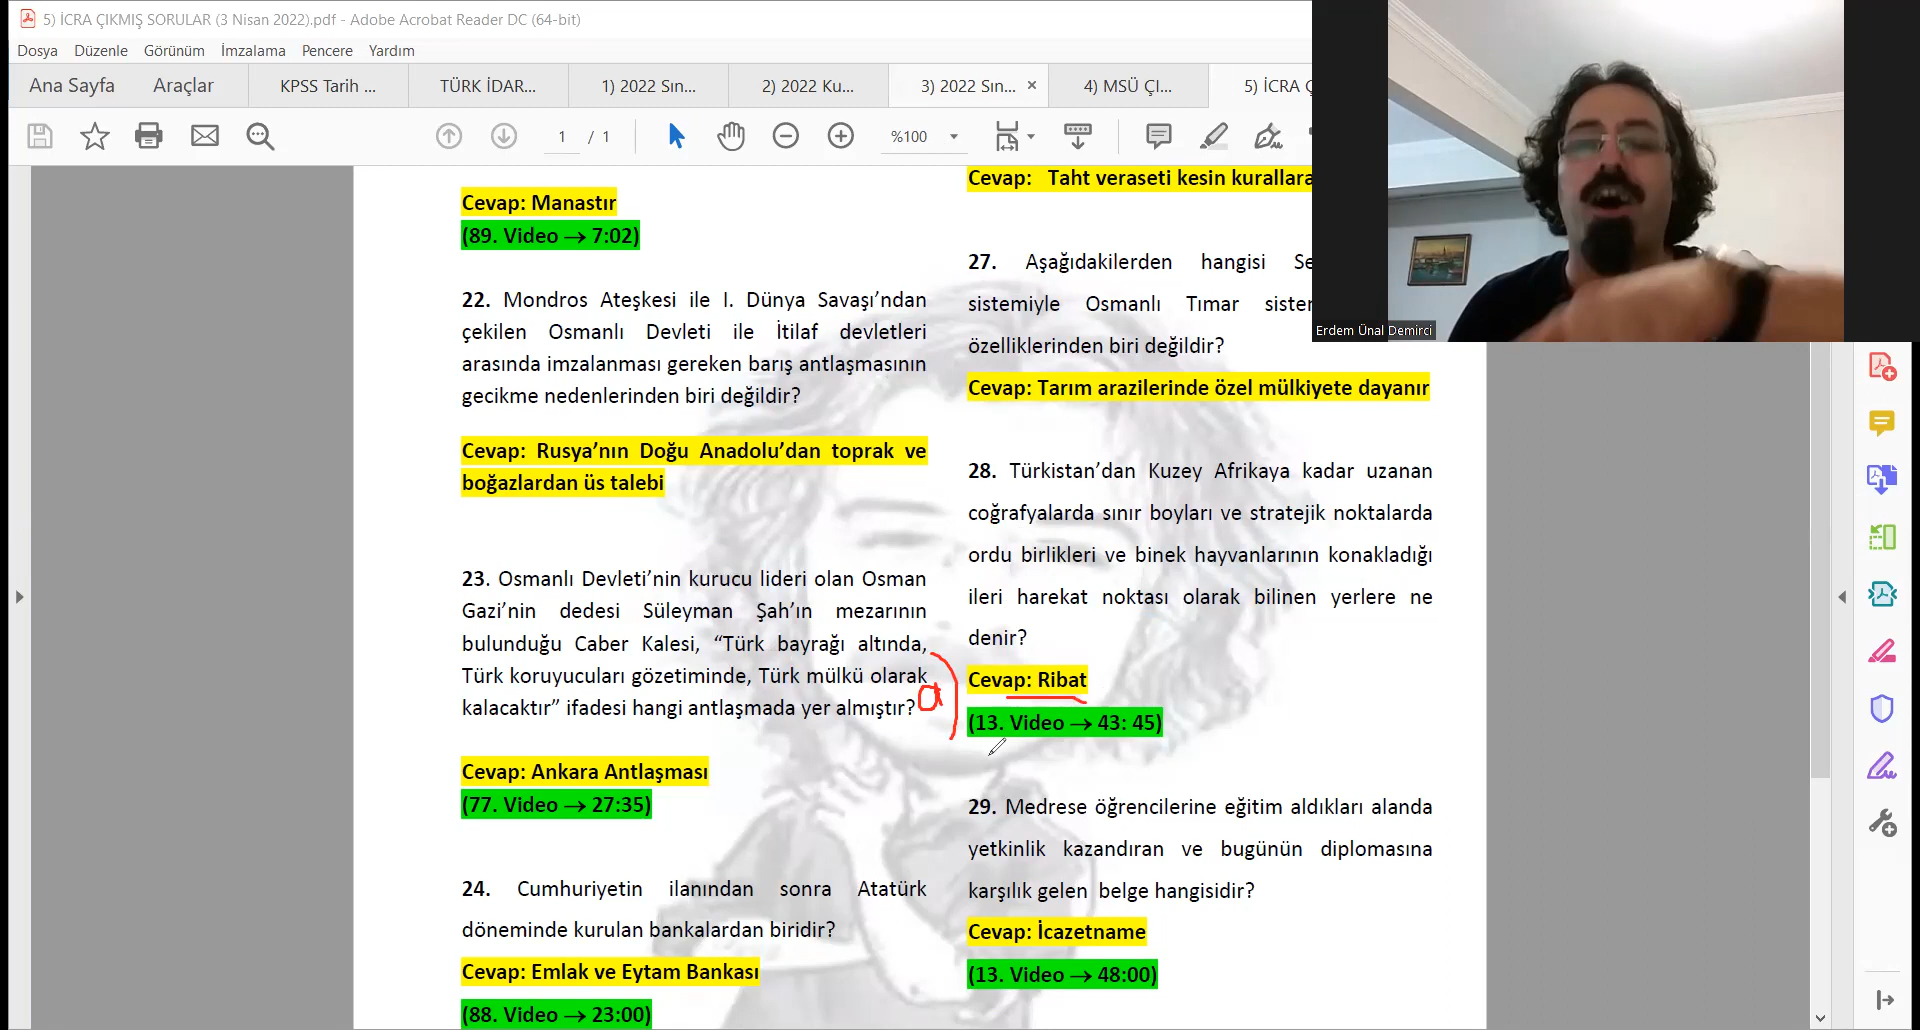 5) İCRA ÇIKMIŞ SORULAR (3 Nisan 2022).pdf - Adobe Acrobat Reader DC (64-bit)
Dosya Düzenle Görünüm İmzalama Pencere Yardım
Ana Sayfa Araçlar KPSS Tarih ... TÜRK İDAR... 1) 2022 Sın... 2) 2022 Ku... 3) 2022 Sın... × 4) MSÜ ÇI... 5) İCRA Ç
1 / 1 %100
Erdem Ünal Demirci
Cevap: Manastır
(89. Video → 7:02)
22. Mondros Ateşkesi ile I. Dünya Savaşı’ndan
çekilen Osmanlı Devleti ile İtilaf devletleri
arasında imzalanması gereken barış antlaşmasının
gecikme nedenlerinden biri değildir?
Cevap: Rusya’nın Doğu Anadolu’dan toprak ve
boğazlardan üs talebi
23. Osmanlı Devleti’nin kurucu lideri olan Osman
Gazi’nin dedesi Süleyman Şah’ın mezarının
bulunduğu Caber Kalesi, “Türk bayrağı altında,
Türk koruyucuları gözetiminde, Türk mülkü olarak
kalacaktır” ifadesi hangi antlaşmada yer almıştır?
a
Cevap: Ankara Antlaşması
(77. Video → 27:35)
24. Cumhuriyetin ilanından sonra Atatürk
döneminde kurulan bankalardan biridir?
Cevap: Emlak ve Eytam Bankası
(88. Video → 23:00)
Cevap: Taht veraseti kesin kurallara
27. Aşağıdakilerden hangisi Se
sistemiyle Osmanlı Tımar sister
özelliklerinden biri değildir?
Cevap: Tarım arazilerinde özel mülkiyete dayanır
28. Türkistan’dan Kuzey Afrikaya kadar uzanan
coğrafyalarda sınır boyları ve stratejik noktalarda
ordu birlikleri ve binek hayvanlarının konakladığı
ileri harekat noktası olarak bilinen yerlere ne
denir?
Cevap: Ribat
(13. Video → 43: 45)
29. Medrese öğrencilerine eğitim aldıkları alanda
yetkinlik kazandıran ve bugünün diplomasına
karşılık gelen belge hangisidir?
Cevap: İcazetname
(13. Video → 48:00)